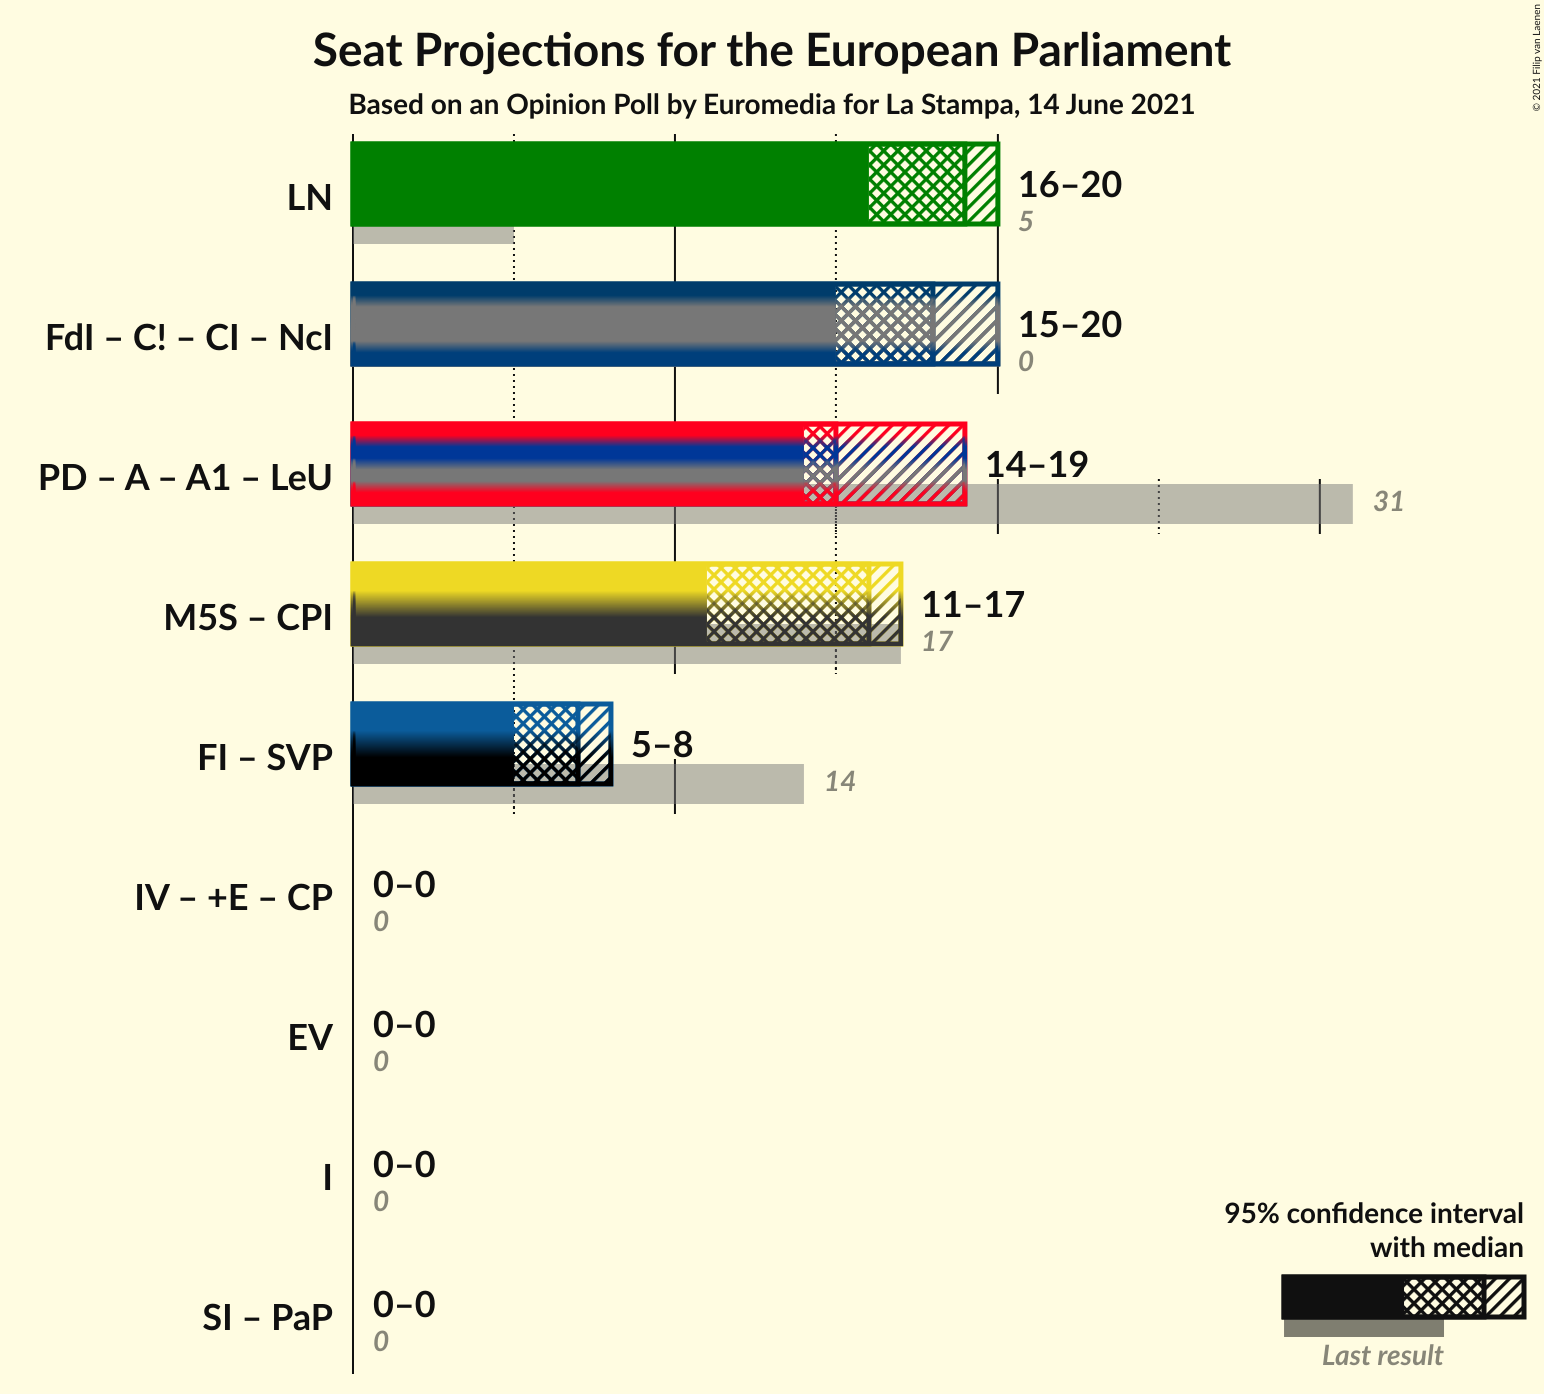 Seat Projections for the European Parliament
Based on an Opinion Poll by Euromedia for La Stampa, 14 June 2021
© 2021 Filip van Laenen
LN
16–20
5
FdI – C! – CI – NcI
15–20
0
PD – A – A1 – LeU
14–19
31
M5S – CPI
11–17
17
FI – SVP
5–8
14
IV – +E – CP
0–0
0
EV
0–0
0
I
0–0
0
SI – PaP
0–0
0
95% confidence interval
with median
Last result